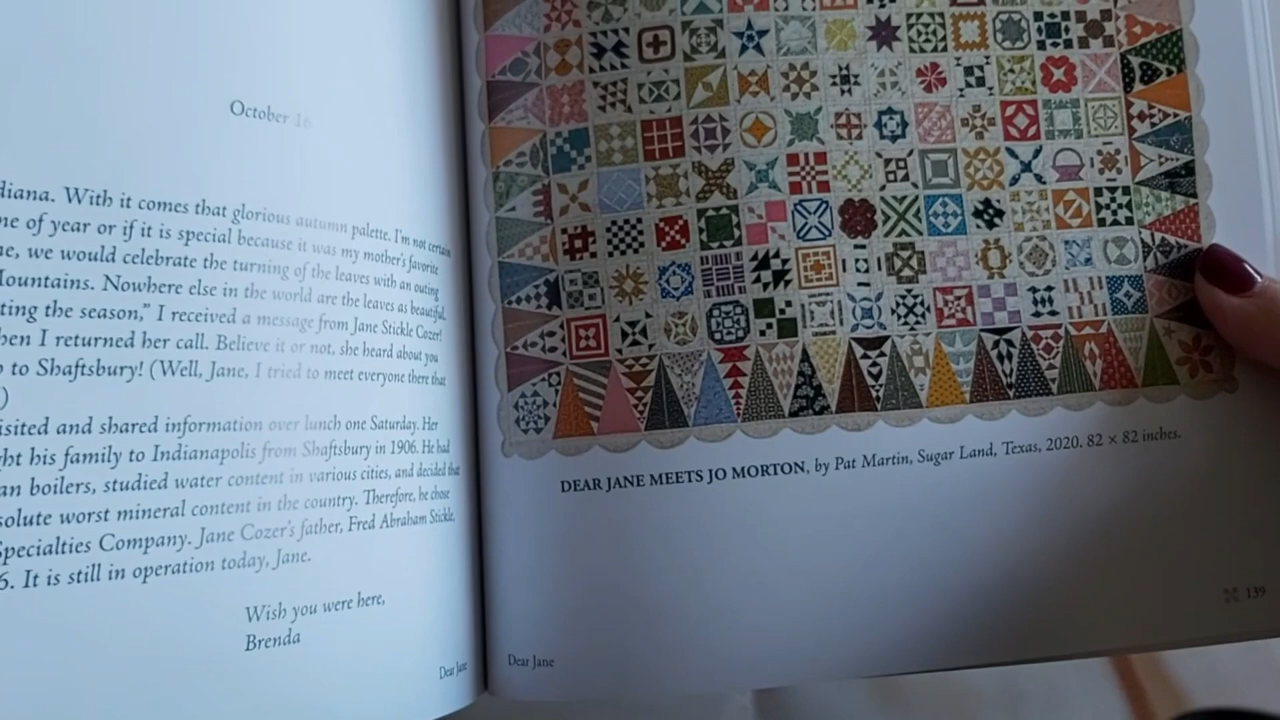 October 16
diana. With it comes that glorious autumn palette. I'm not certain
ne of year or if it is special because it was my mother's favorite
ne, we would celebrate the turning of the leaves with an outing
Mountains. Nowhere else in the world are the leaves as beautiful.
ting the season," I received a message from Jane Stickle Cozer!
hen I returned her call. Believe it or not, she heard about you
o to Shaftsbury! (Well, Jane, I tried to meet everyone there that
)
isited and shared information over lunch one Saturday. Her
ght his family to Indianapolis from Shaftsbury in 1906. He had
an boilers, studied water content in various cities, and decided that
solute worst mineral content in the country. Therefore, he chose
Specialties Company. Jane Cozer's father, Fred Abraham Stickle,
6. It is still in operation today, Jane.
Wish you were here,
Brenda
Dear Jane
DEAR JANE MEETS JO MORTON, by Pat Martin, Sugar Land, Texas, 2020. 82 × 82 inches.
139
Dear Jane